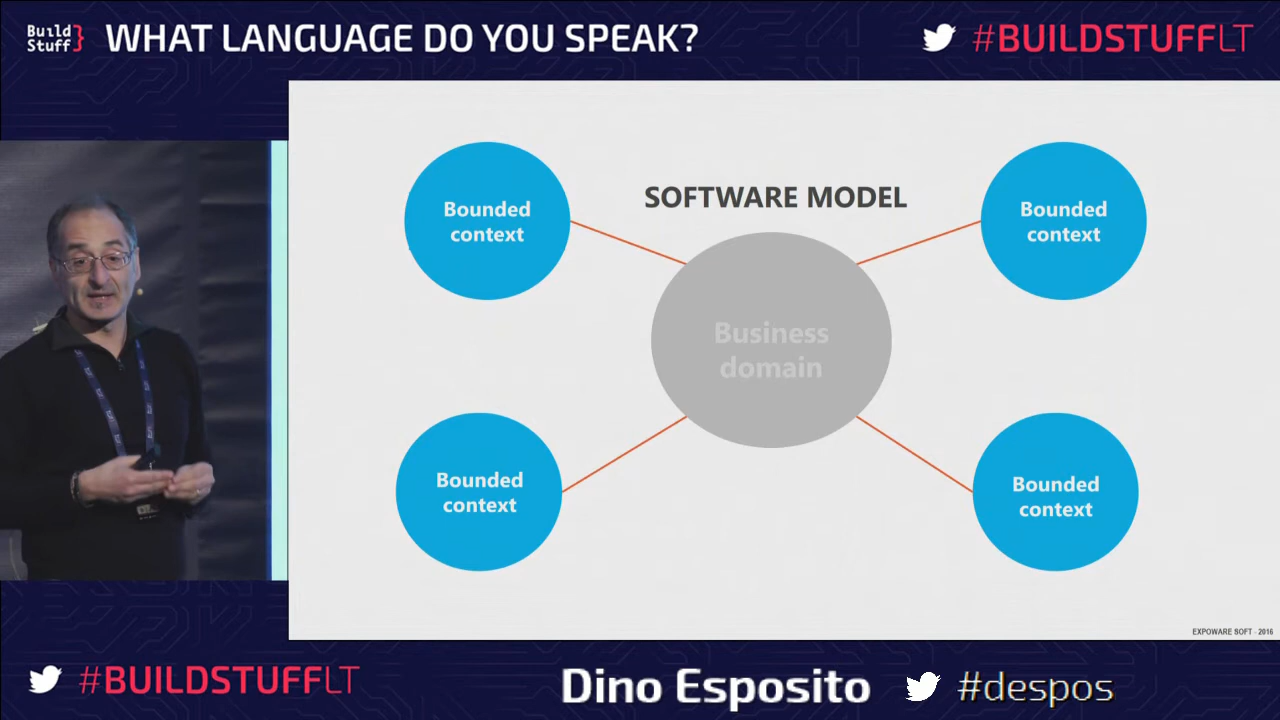 Build
Stuff}
WHAT LANGUAGE DO YOU SPEAK?
#BUILDSTUFFLT
SOFTWARE MODEL
Bounded
context
Bounded
context
Business
domain
Bounded
context
Bounded
context
EXPOWARE SOFT - 2016
#BUILDSTUFFLT
Dino Esposito
#despos